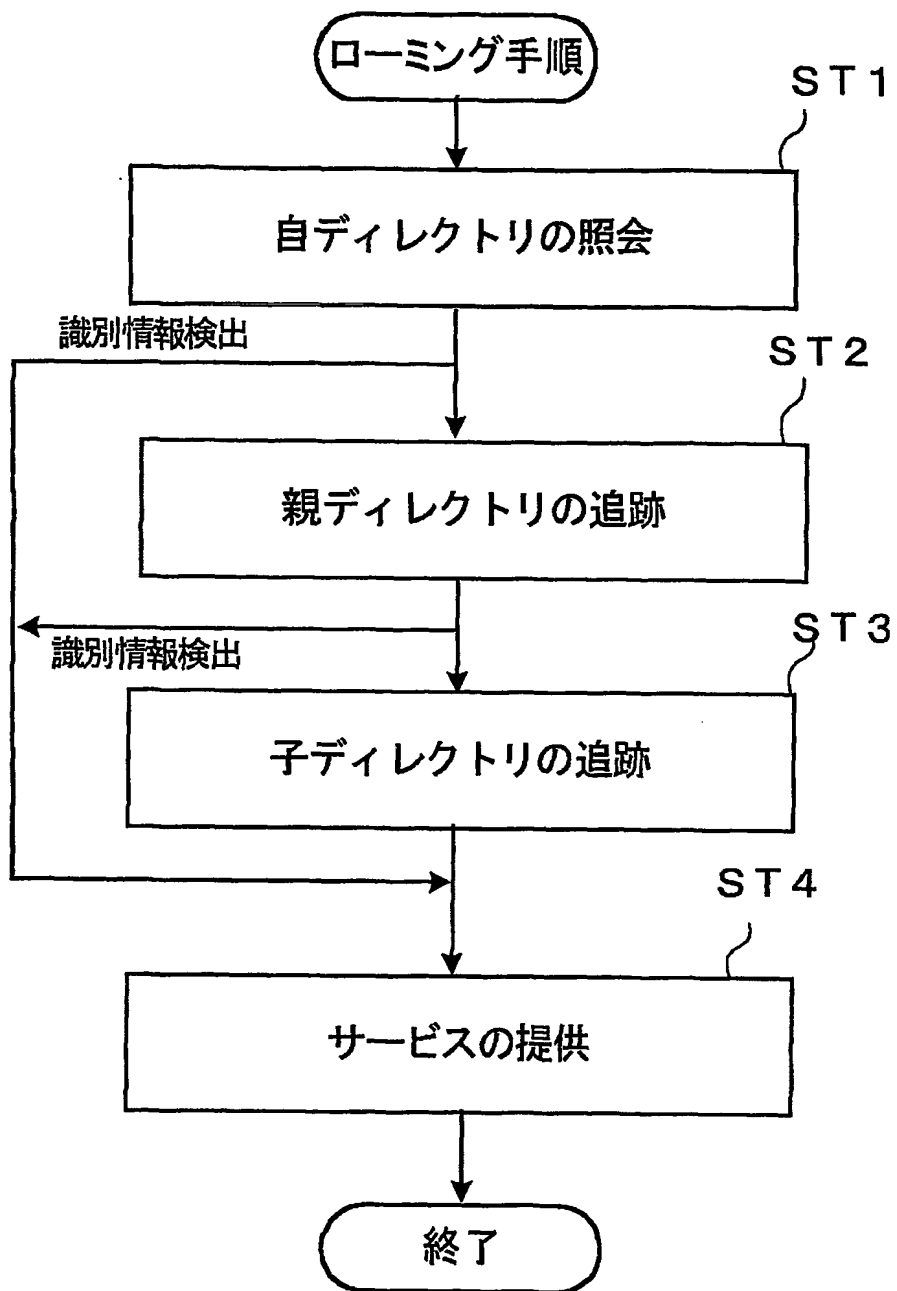 ローミング手順
ＳＴ１
自ディレクトリの照会
識別情報検出
ＳＴ２
親ディレクトリの追跡
識別情報検出
ＳＴ３
子ディレクトリの追跡
ＳＴ４
サービスの提供
終了